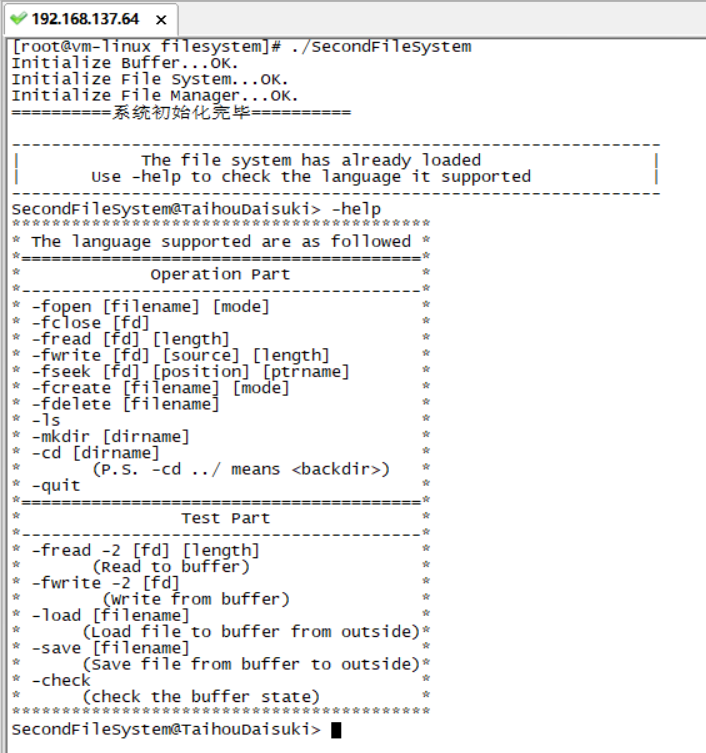 192.168.137.64 ×
[root@vm-linux filesystem]# ./SecondFileSystem
Initialize Buffer...OK.
Initialize File System...OK.
Initialize File Manager...OK.
==========系统初始化完毕==========
-----------------------------------------------------------------
|            The file system has already loaded                 |
|       Use -help to check the language it supported            |
-----------------------------------------------------------------
SecondFileSystem@TaihouDaisuki> -help
******************************************
* The language supported are as followed *
*========================================*
*             Operation Part             *
*----------------------------------------*
* -fopen [filename] [mode]               *
* -fclose [fd]                           *
* -fread [fd] [length]                   *
* -fwrite [fd] [source] [length]         *
* -fseek [fd] [position] [ptrname]       *
* -fcreate [filename] [mode]             *
* -fdelete [filename]                    *
* -ls                                    *
* -mkdir [dirname]                       *
* -cd [dirname]                          *
*       (P.S. -cd ../ means <backdir>)   *
* -quit                                  *
*========================================*
*                Test Part               *
*----------------------------------------*
* -fread -2 [fd] [length]                *
*       (Read to buffer)                 *
* -fwrite -2 [fd]                        *
*        (Write from buffer)             *
* -load [filename]                       *
*      (Load file to buffer from outside)*
* -save [filename]                       *
*      (Save file from buffer to outside)*
* -check                                 *
*      (check the buffer state)          *
******************************************
SecondFileSystem@TaihouDaisuki>